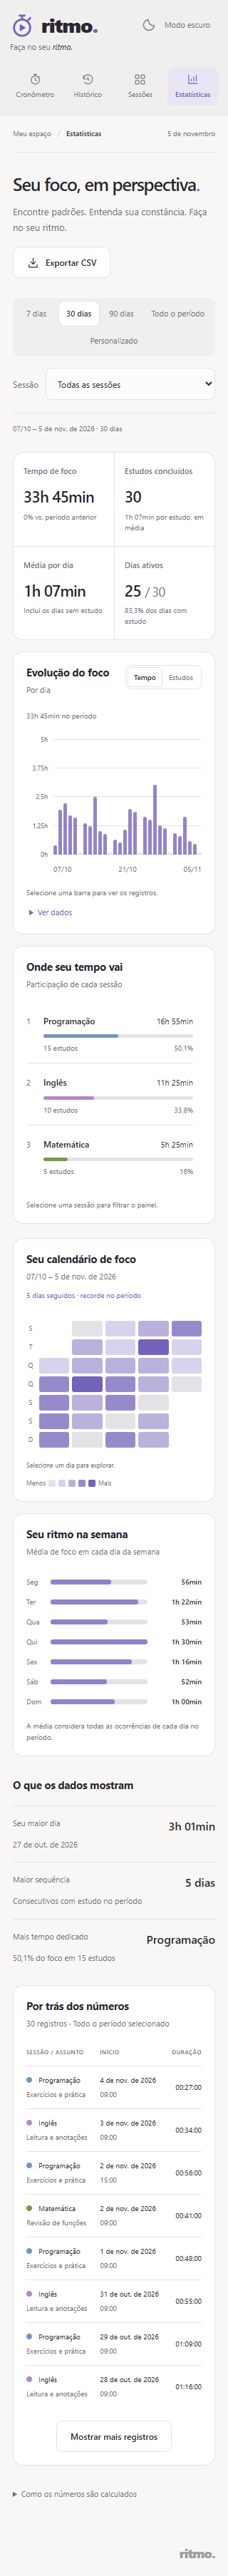 ritmo.
Modo escuro
Faça no seu ritmo.
Cronômetro
Histórico
Sessões
Estatísticas
Meu espaço / Estatísticas
5 de novembro
Seu foco, em perspectiva.
Encontre padrões. Entenda sua constância. Faça
no seu ritmo.
Exportar CSV
7 dias
30 dias
90 dias
Todo o período
Personalizado
Sessão
Todas as sessões
07/10 – 5 de nov. de 2026 · 30 dias
Tempo de foco
33h 45min
0% vs. período anterior
Estudos concluídos
30
1h 07min por estudo, em
média
Média por dia
1h 07min
Inclui os dias sem estudo
Dias ativos
25 / 30
83,3% dos dias com
estudo
Evolução do foco
Por dia
Tempo
Estudos
33h 45min no período
5h
3,75h
2,5h
1,25h
0h
07/10
21/10
05/11
Selecione uma barra para ver os registros.
Ver dados
Onde seu tempo vai
Participação de cada sessão
1 Programação 16h 55min
15 estudos 50,1%
2 Inglês 11h 25min
10 estudos 33,8%
3 Matemática 5h 25min
5 estudos 16%
Selecione uma sessão para filtrar o painel.
Seu calendário de foco
07/10 – 5 de nov. de 2026
5 dias seguidos · recorde no período
S
T
Q
Q
S
S
D
Selecione um dia para explorar.
Menos
Mais
Seu ritmo na semana
Média de foco em cada dia da semana
Seg 56min
Ter 1h 22min
Qua 53min
Qui 1h 30min
Sex 1h 16min
Sáb 52min
Dom 1h 00min
A média considera todas as ocorrências de cada dia no
período.
O que os dados mostram
Seu maior dia
3h 01min
27 de out. de 2026
Maior sequência
5 dias
Consecutivos com estudo no período
Mais tempo dedicado
Programação
50,1% do foco em 15 estudos
Por trás dos números
30 registros · Todo o período selecionado
SESSÃO / ASSUNTO INÍCIO DURAÇÃO
Programação 4 de nov. de 2026 00:27:00
Exercícios e prática 09:00
Inglês 3 de nov. de 2026 00:34:00
Leitura e anotações 09:00
Programação 2 de nov. de 2026 00:56:00
Exercícios e prática 15:00
Matemática 2 de nov. de 2026 00:41:00
Revisão de funções 09:00
Programação 1 de nov. de 2026 00:48:00
Exercícios e prática 09:00
Inglês 31 de out. de 2026 00:55:00
Leitura e anotações 09:00
Programação 29 de out. de 2026 01:09:00
Exercícios e prática 09:00
Inglês 28 de out. de 2026 01:16:00
Leitura e anotações 09:00
Mostrar mais registros
Como os números são calculados
ritmo.